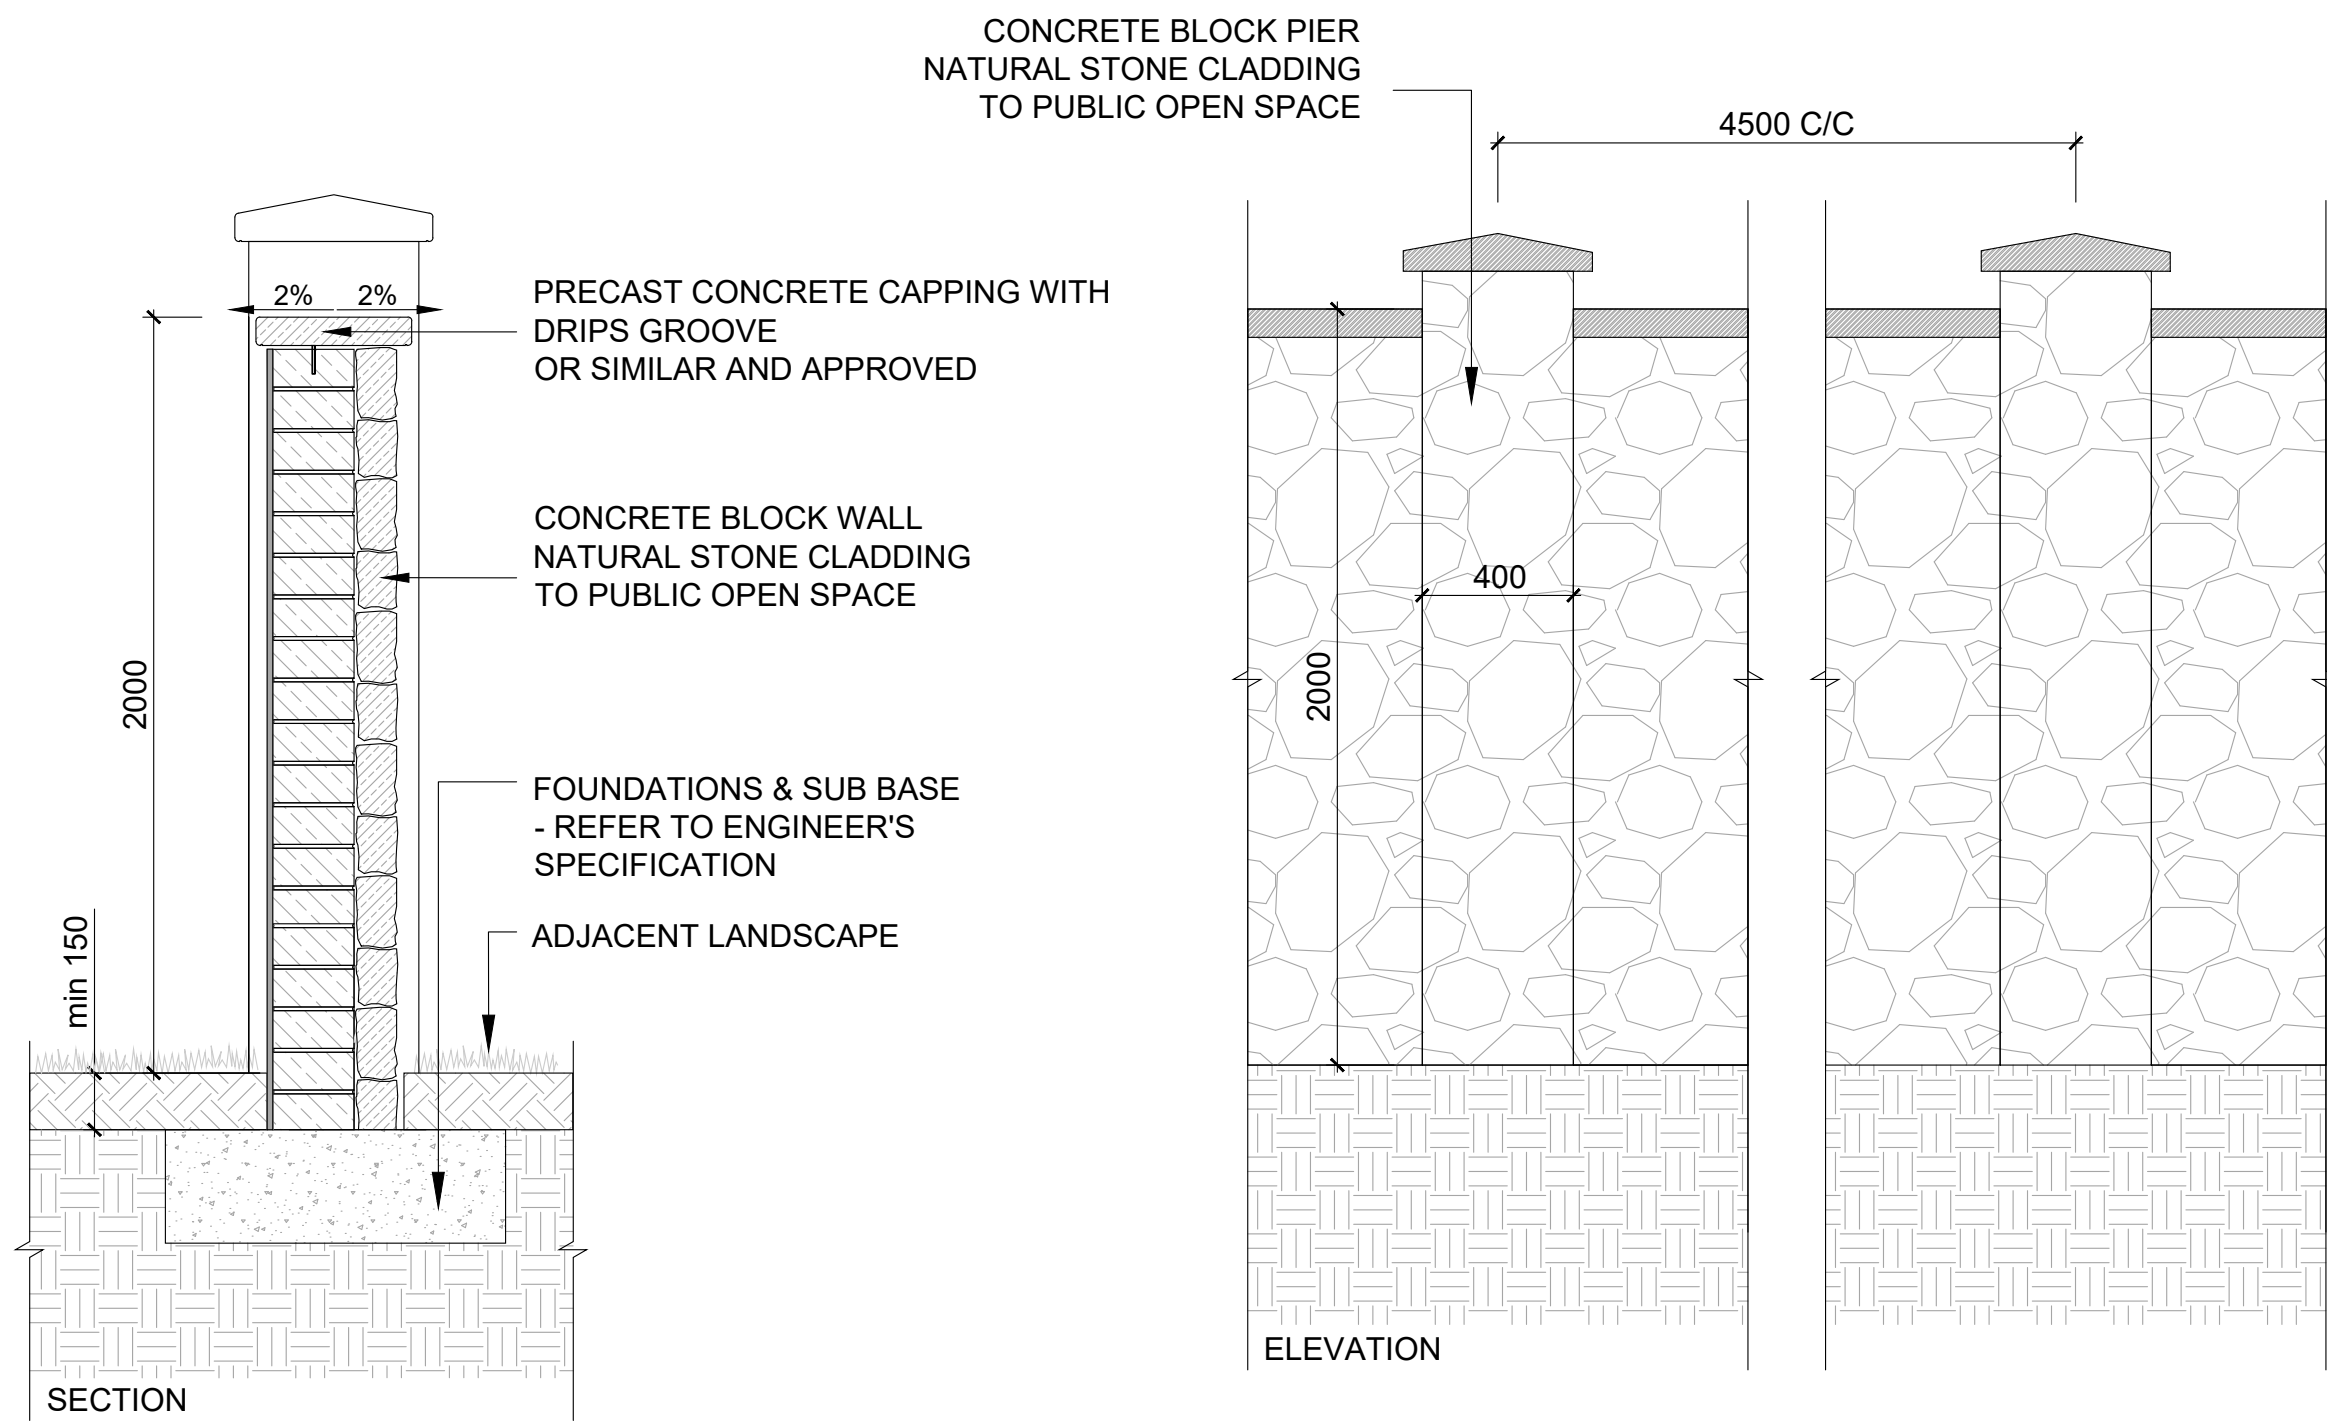 CONCRETE BLOCK PIER
NATURAL STONE CLADDING
TO PUBLIC OPEN SPACE
4500 C/C
2% 2%
PRECAST CONCRETE CAPPING WITH
DRIPS GROOVE
OR SIMILAR AND APPROVED
CONCRETE BLOCK WALL
NATURAL STONE CLADDING
TO PUBLIC OPEN SPACE
2000
FOUNDATIONS & SUB BASE
- REFER TO ENGINEER'S
SPECIFICATION
min 150
ADJACENT LANDSCAPE
SECTION
400
2000
ELEVATION